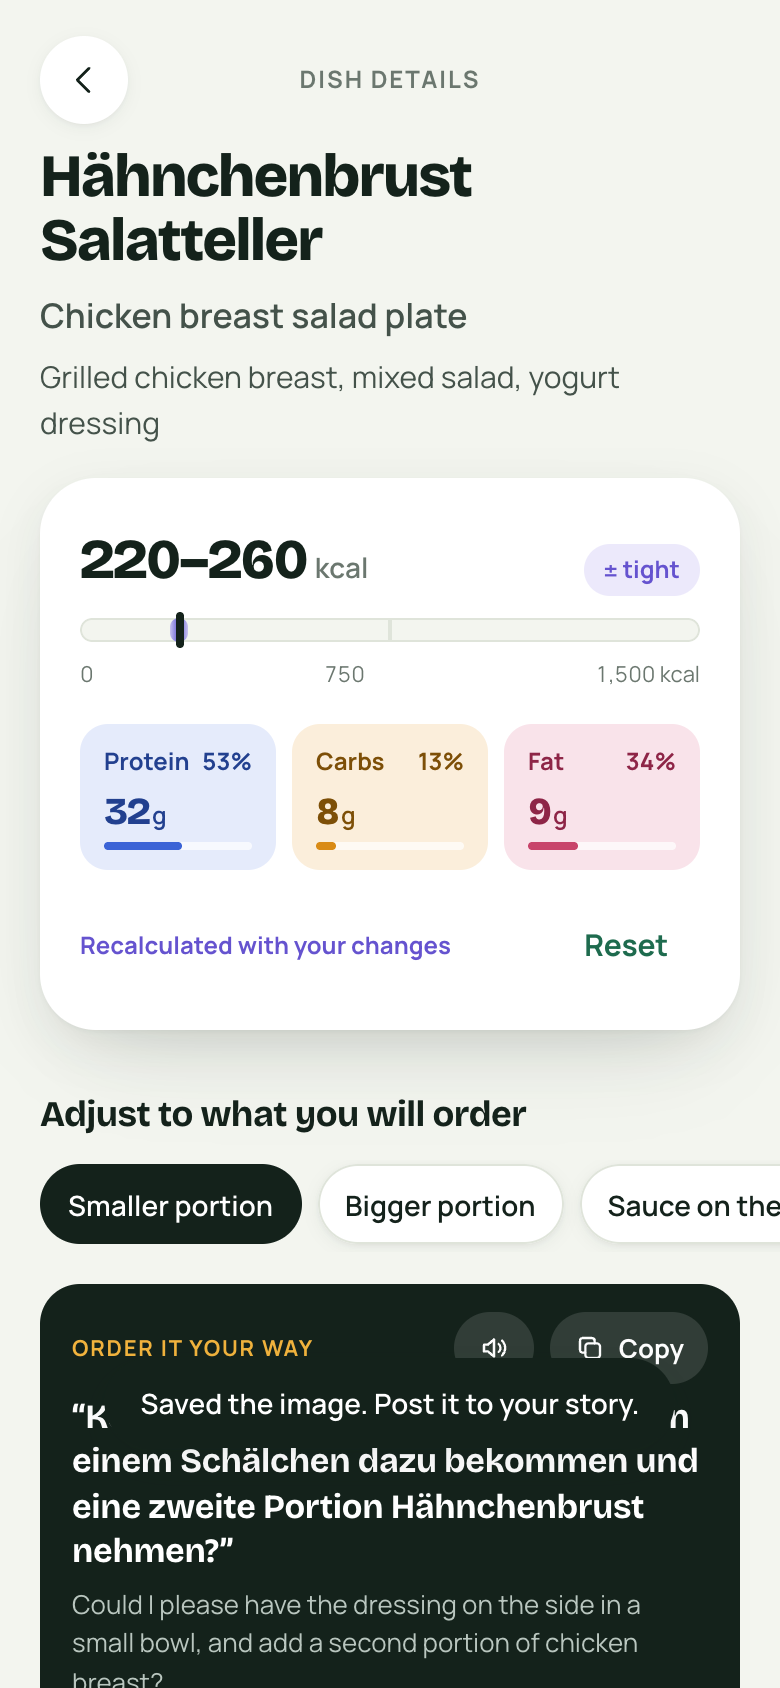 DISH DETAILS
Hähnchenbrust
Salatteller
Chicken breast salad plate
Grilled chicken breast, mixed salad, yogurt
dressing
220–260 kcal
± tight
0 750 1,500 kcal
Protein 53%
32g
Carbs 13%
8g
Fat 34%
9g
Recalculated with your changes
Reset
Adjust to what you will order
Smaller portion
Bigger portion
Sauce on the
ORDER IT YOUR WAY
Copy
Saved the image. Post it to your story.
einem Schälchen dazu bekommen und
eine zweite Portion Hähnchenbrust
nehmen?”
Could I please have the dressing on the side in a
small bowl, and add a second portion of chicken
breast?